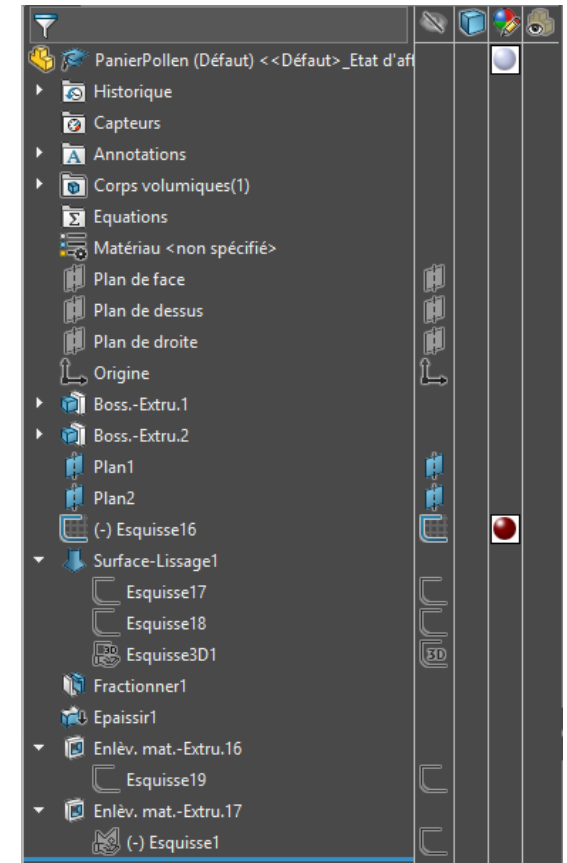 PanierPollen (Défaut) <<Défaut>_Etat d'aff
Historique
Capteurs
Annotations
Corps volumiques(1)
Equations
Matériau <non spécifié>
Plan de face
Plan de dessus
Plan de droite
Origine
Boss.-Extru.1
Boss.-Extru.2
Plan1
Plan2
(-) Esquisse16
Surface-Lissage1
Esquisse17
Esquisse18
Esquisse3D1
Fractionner1
Epaissir1
Enlèv. mat.-Extru.16
Esquisse19
Enlèv. mat.-Extru.17
(-) Esquisse1